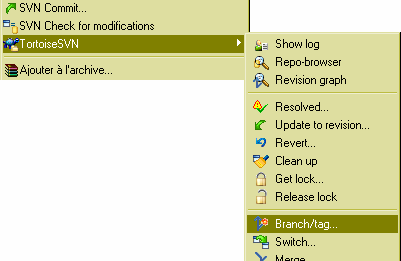 SVN Commit...
SVN Check for modifications
TortoiseSVN
Ajouter à l'archive...
Show log
Repo-browser
Revision graph
Resolved...
Update to revision...
Revert...
Clean up
Get lock...
Release lock
Branch/tag...
Switch...
Merge...